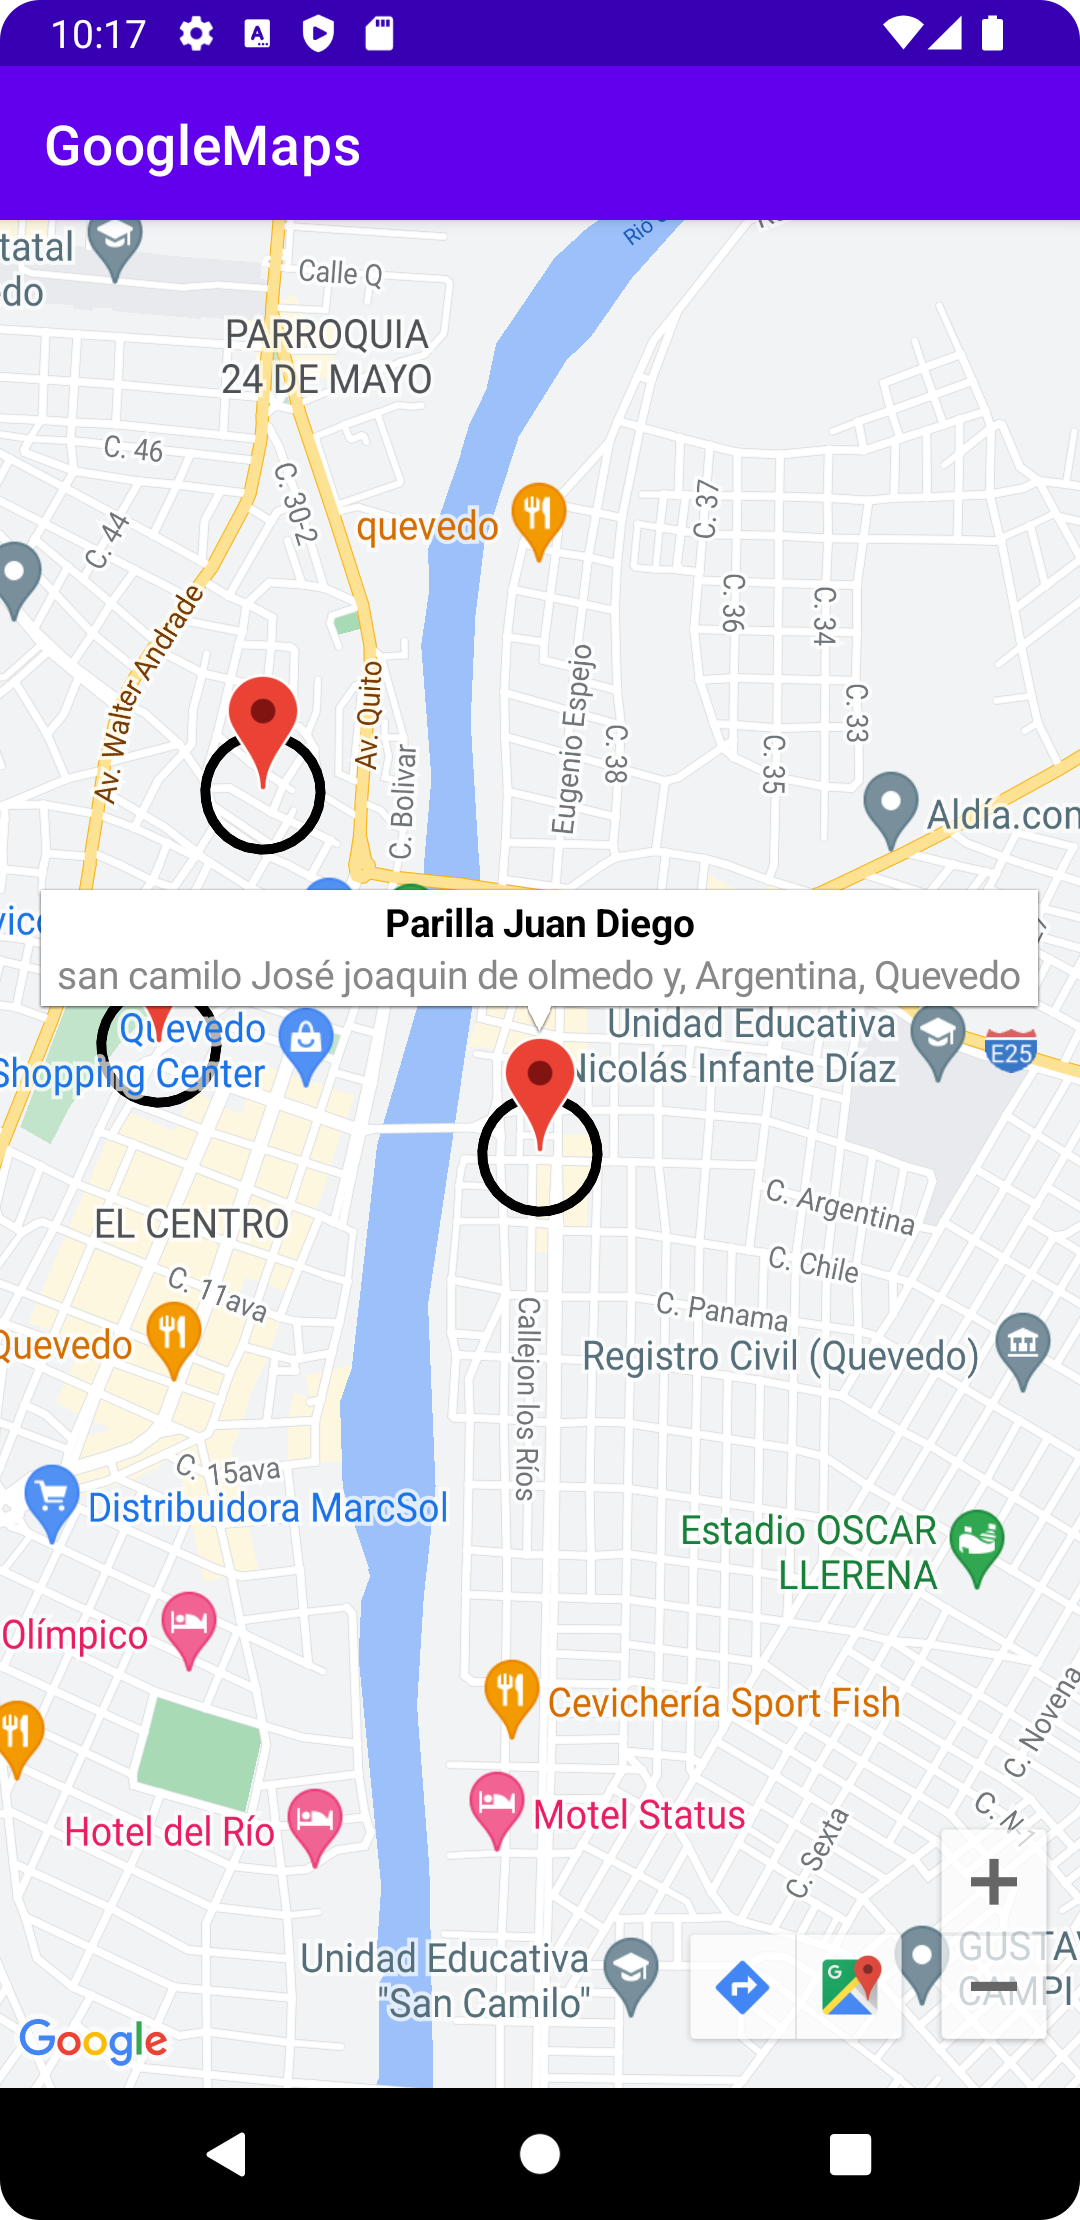 10:17
GoogleMaps
tatal
do
Calle Q
Río
PARROQUIA
24 DE MAYO
C. 46
C. 30-2
C. 44
quevedo
C. 37
C. 36
C. 34
Av. Walter Andrade
Av. Quito
C. Bolivar
Eugenio Espejo
C. 38
C. 35
C. 33
Aldía.con
vico
Parilla Juan Diego
san camilo José joaquin de olmedo y, Argentina, Quevedo
Quevedo
Shopping Center
Unidad Educativa
Nicolás Infante Díaz
E25
C. Argentina
EL CENTRO
C. Chile
C. 11ava
C. Panama
Quevedo
Registro Civil (Quevedo)
Callejon los Ríos
C. 15ava
Distribuidora MarcSol
Estadio OSCAR
LLERENA
Olímpico
Cevichería Sport Fish
C. Novena
Hotel del Río
Motel Status
C. Sexta
C. N-1
Unidad Educativa
"San Camilo"
GUSTAV
CAMPI
Google